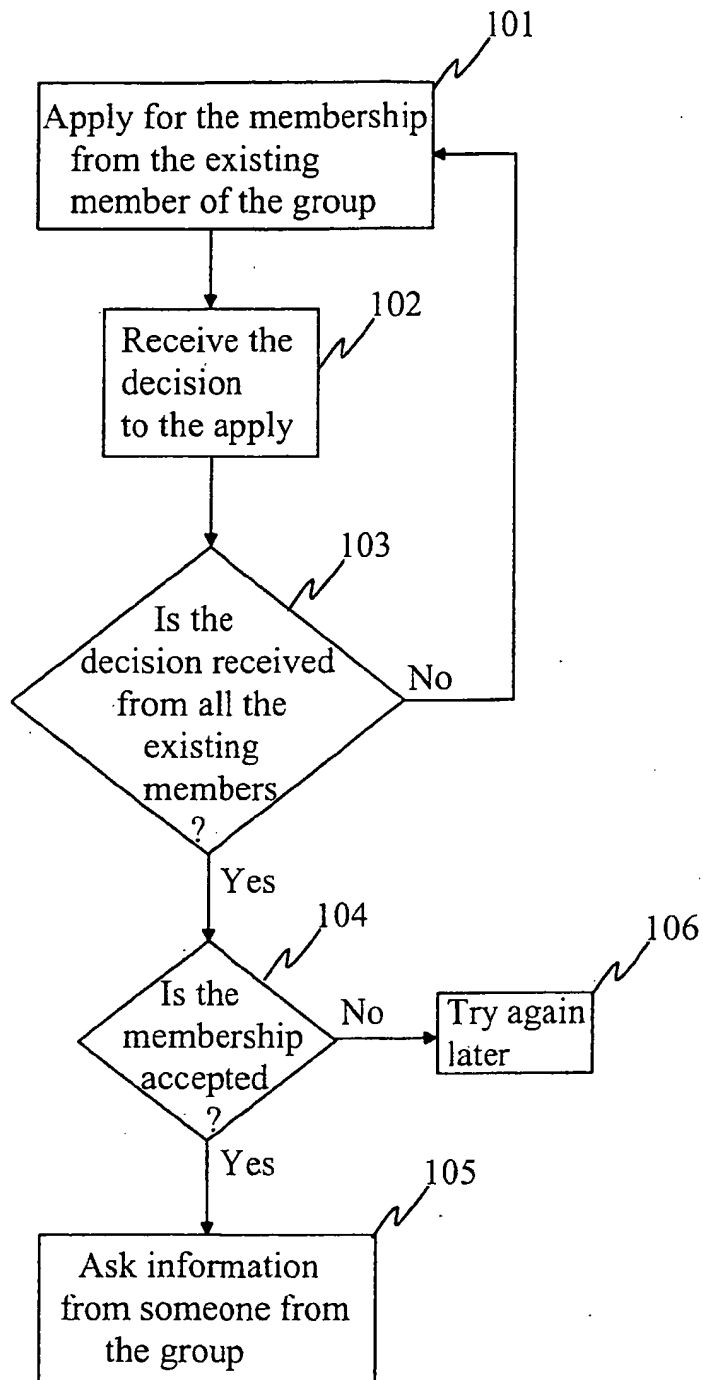 101
Apply for the membership
from the existing
member of the group
102
Receive the
decision
to the apply
103
Is the
decision received
from all the
existing
members
?
No
Yes
104
Is the
membership
accepted
?
No
106
Try again
later
Yes
105
Ask information
from someone from
the group